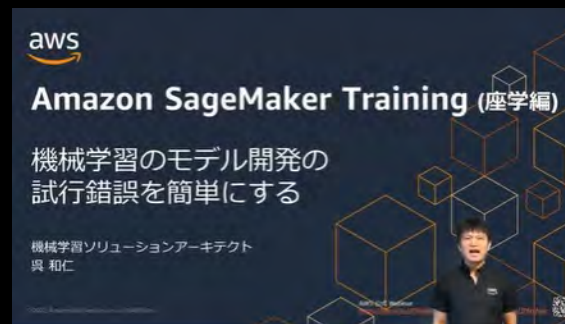 aws
Amazon SageMaker Training (座学編)
機械学習のモデル開発の
試行錯誤を簡単にする
機械学習ソリューションアーキテクト
呉 和仁